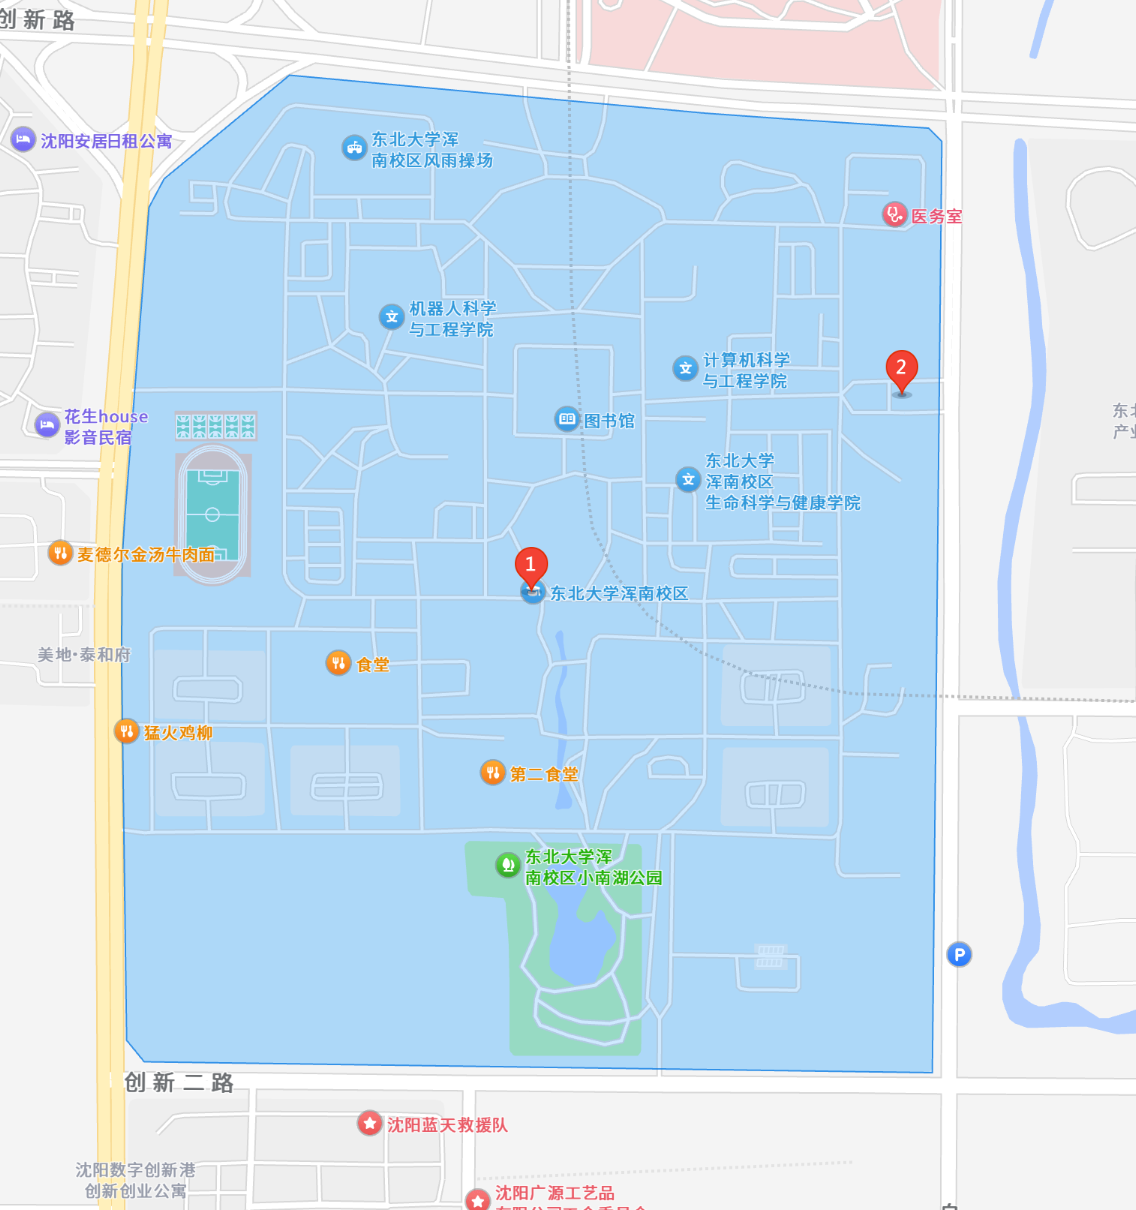 创新路
沈阳安居日租公寓
东北大学浑
南校区风雨操场
医务室
机器人科学
与工程学院
计算机科学
与工程学院
2
花生house
影音民宿
图书馆
东北大学
浑南校区
生命科学与健康学院
麦德尔金汤牛肉面
1
东北大学浑南校区
美地·泰和府
食堂
猛火鸡柳
第二食堂
东北大学浑
南校区小南湖公园
P
创新二路
沈阳蓝天救援队
沈阳数字创新港
创新创业公寓
沈阳广源工艺品